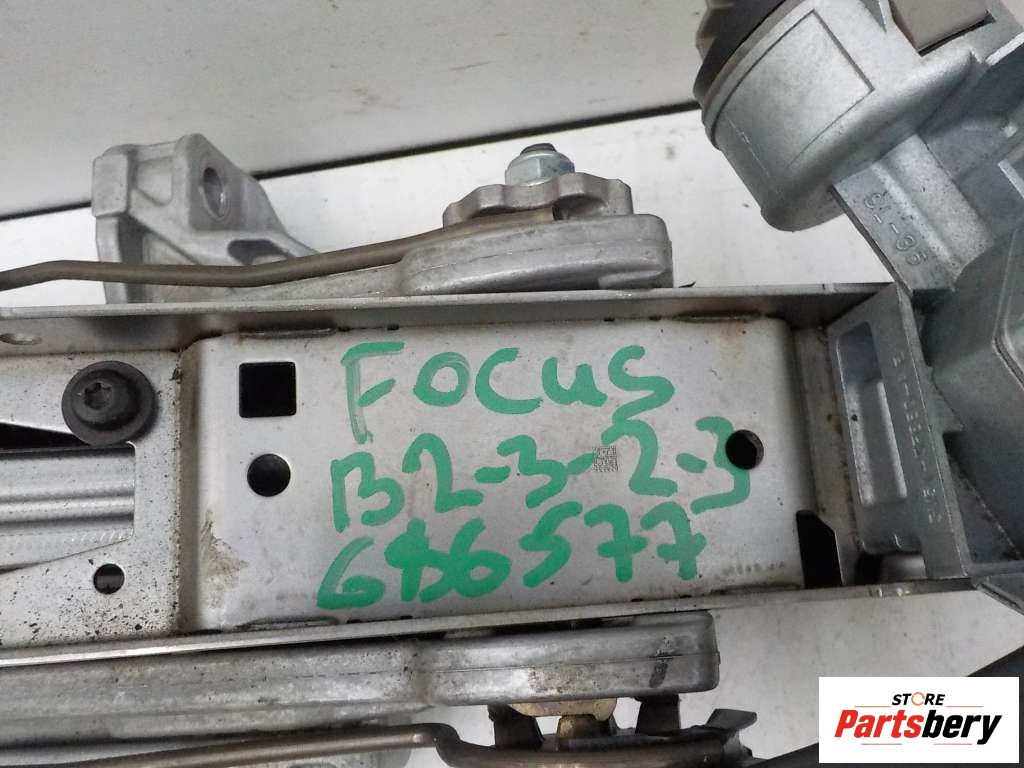 FOCUS
B2-3-2-3
686577
STORE
Partsbery